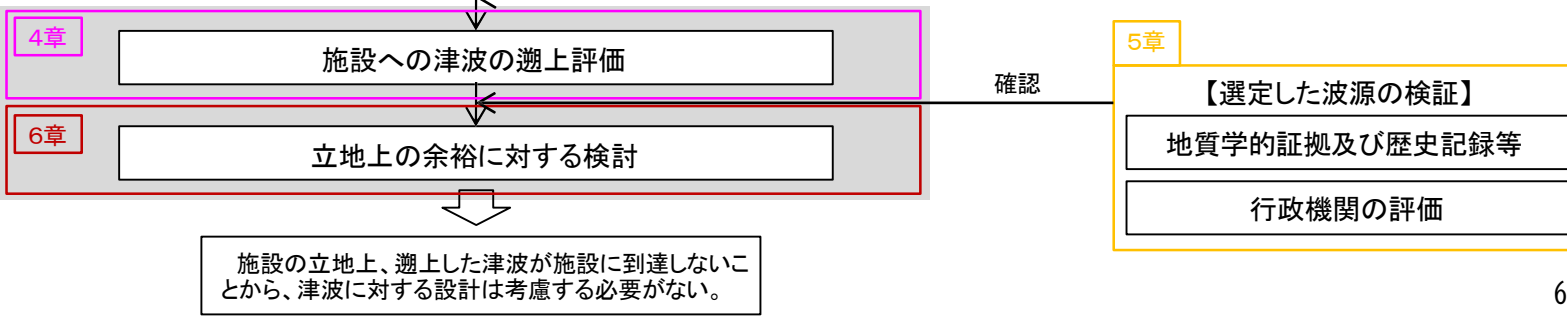 4章
施設への津波の遡上評価
確認
5章
【選定した波源の検証】
地質学的証拠及び歴史記録等
行政機関の評価
6章
立地上の余裕に対する検討
施設の立地上、遡上した津波が施設に到達しないこ
とから、津波に対する設計は考慮する必要がない。
6